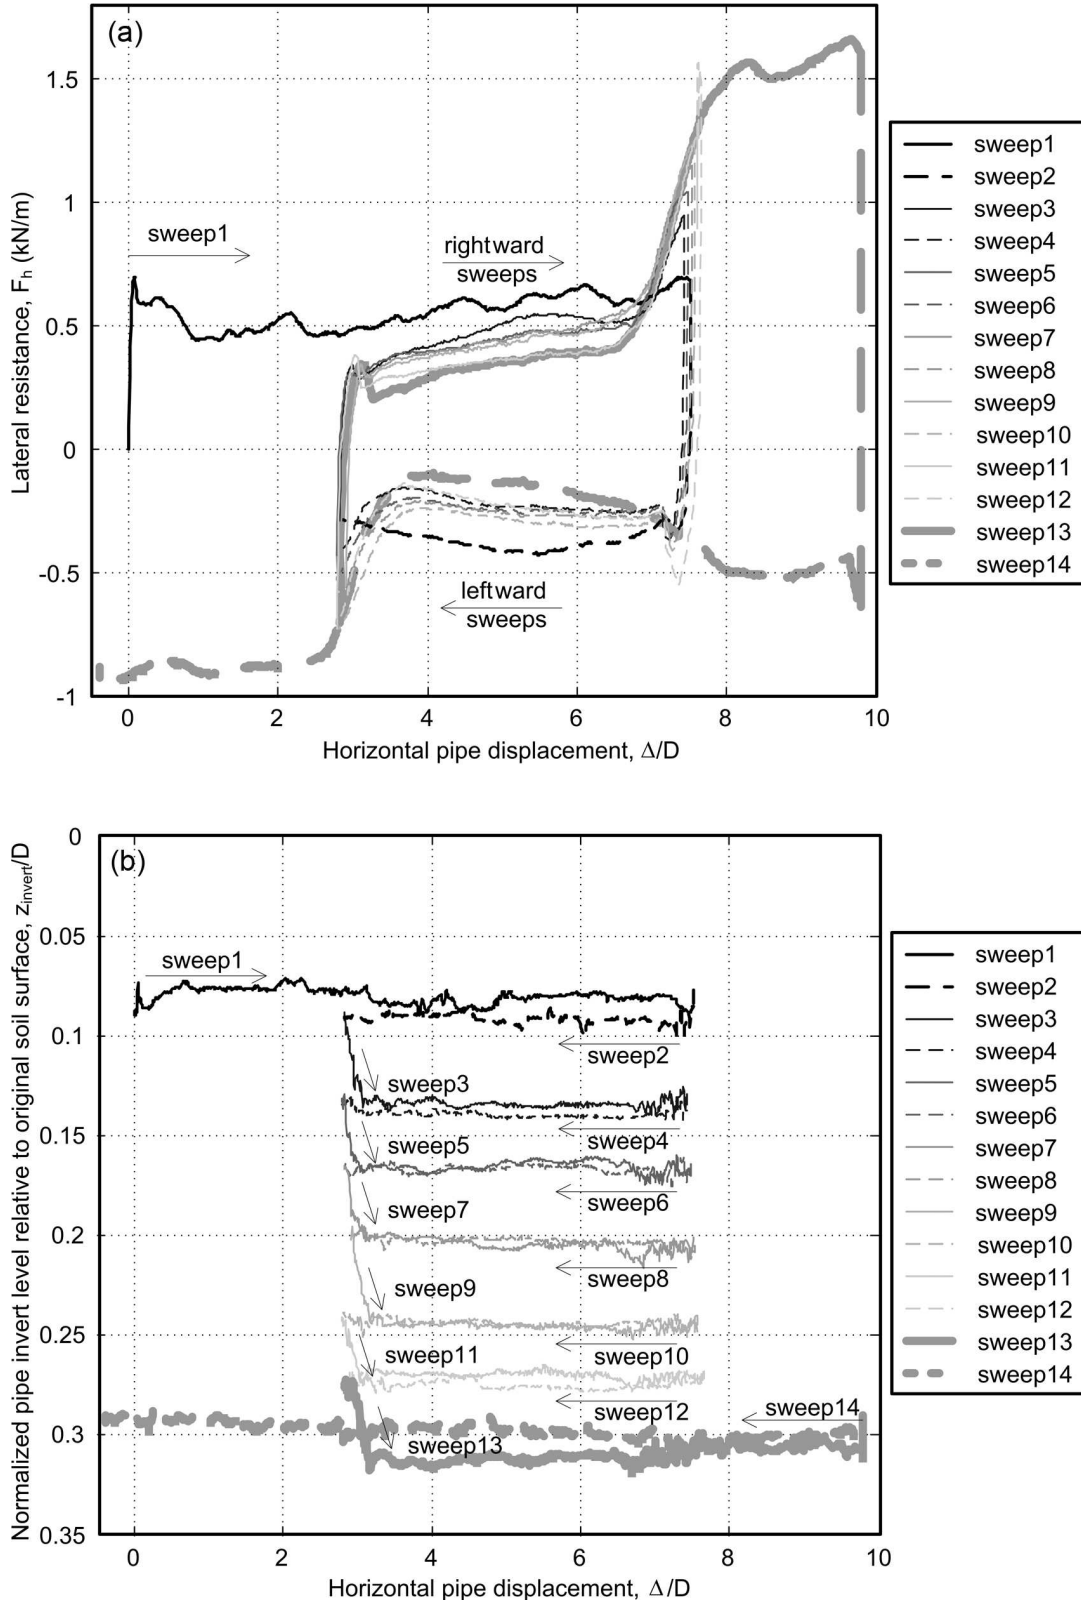 (a)
1.5
1
0.5
0
-0.5
-1
Lateral resistance, F_h (kN/m)
sweep1
rightward
sweeps
leftward
sweeps
0
2
4
6
8
10
Horizontal pipe displacement, Δ/D
sweep1
sweep2
sweep3
sweep4
sweep5
sweep6
sweep7
sweep8
sweep9
sweep10
sweep11
sweep12
sweep13
sweep14
(b)
0
0.05
0.1
0.15
0.2
0.25
0.3
0.35
Normalized pipe invert level relative to original soil surface, z_invert/D
sweep1
sweep2
sweep3
sweep4
sweep5
sweep6
sweep7
sweep8
sweep9
sweep10
sweep11
sweep12
sweep14
sweep13
0
2
4
6
8
10
Horizontal pipe displacement, Δ/D
sweep1
sweep2
sweep3
sweep4
sweep5
sweep6
sweep7
sweep8
sweep9
sweep10
sweep11
sweep12
sweep13
sweep14